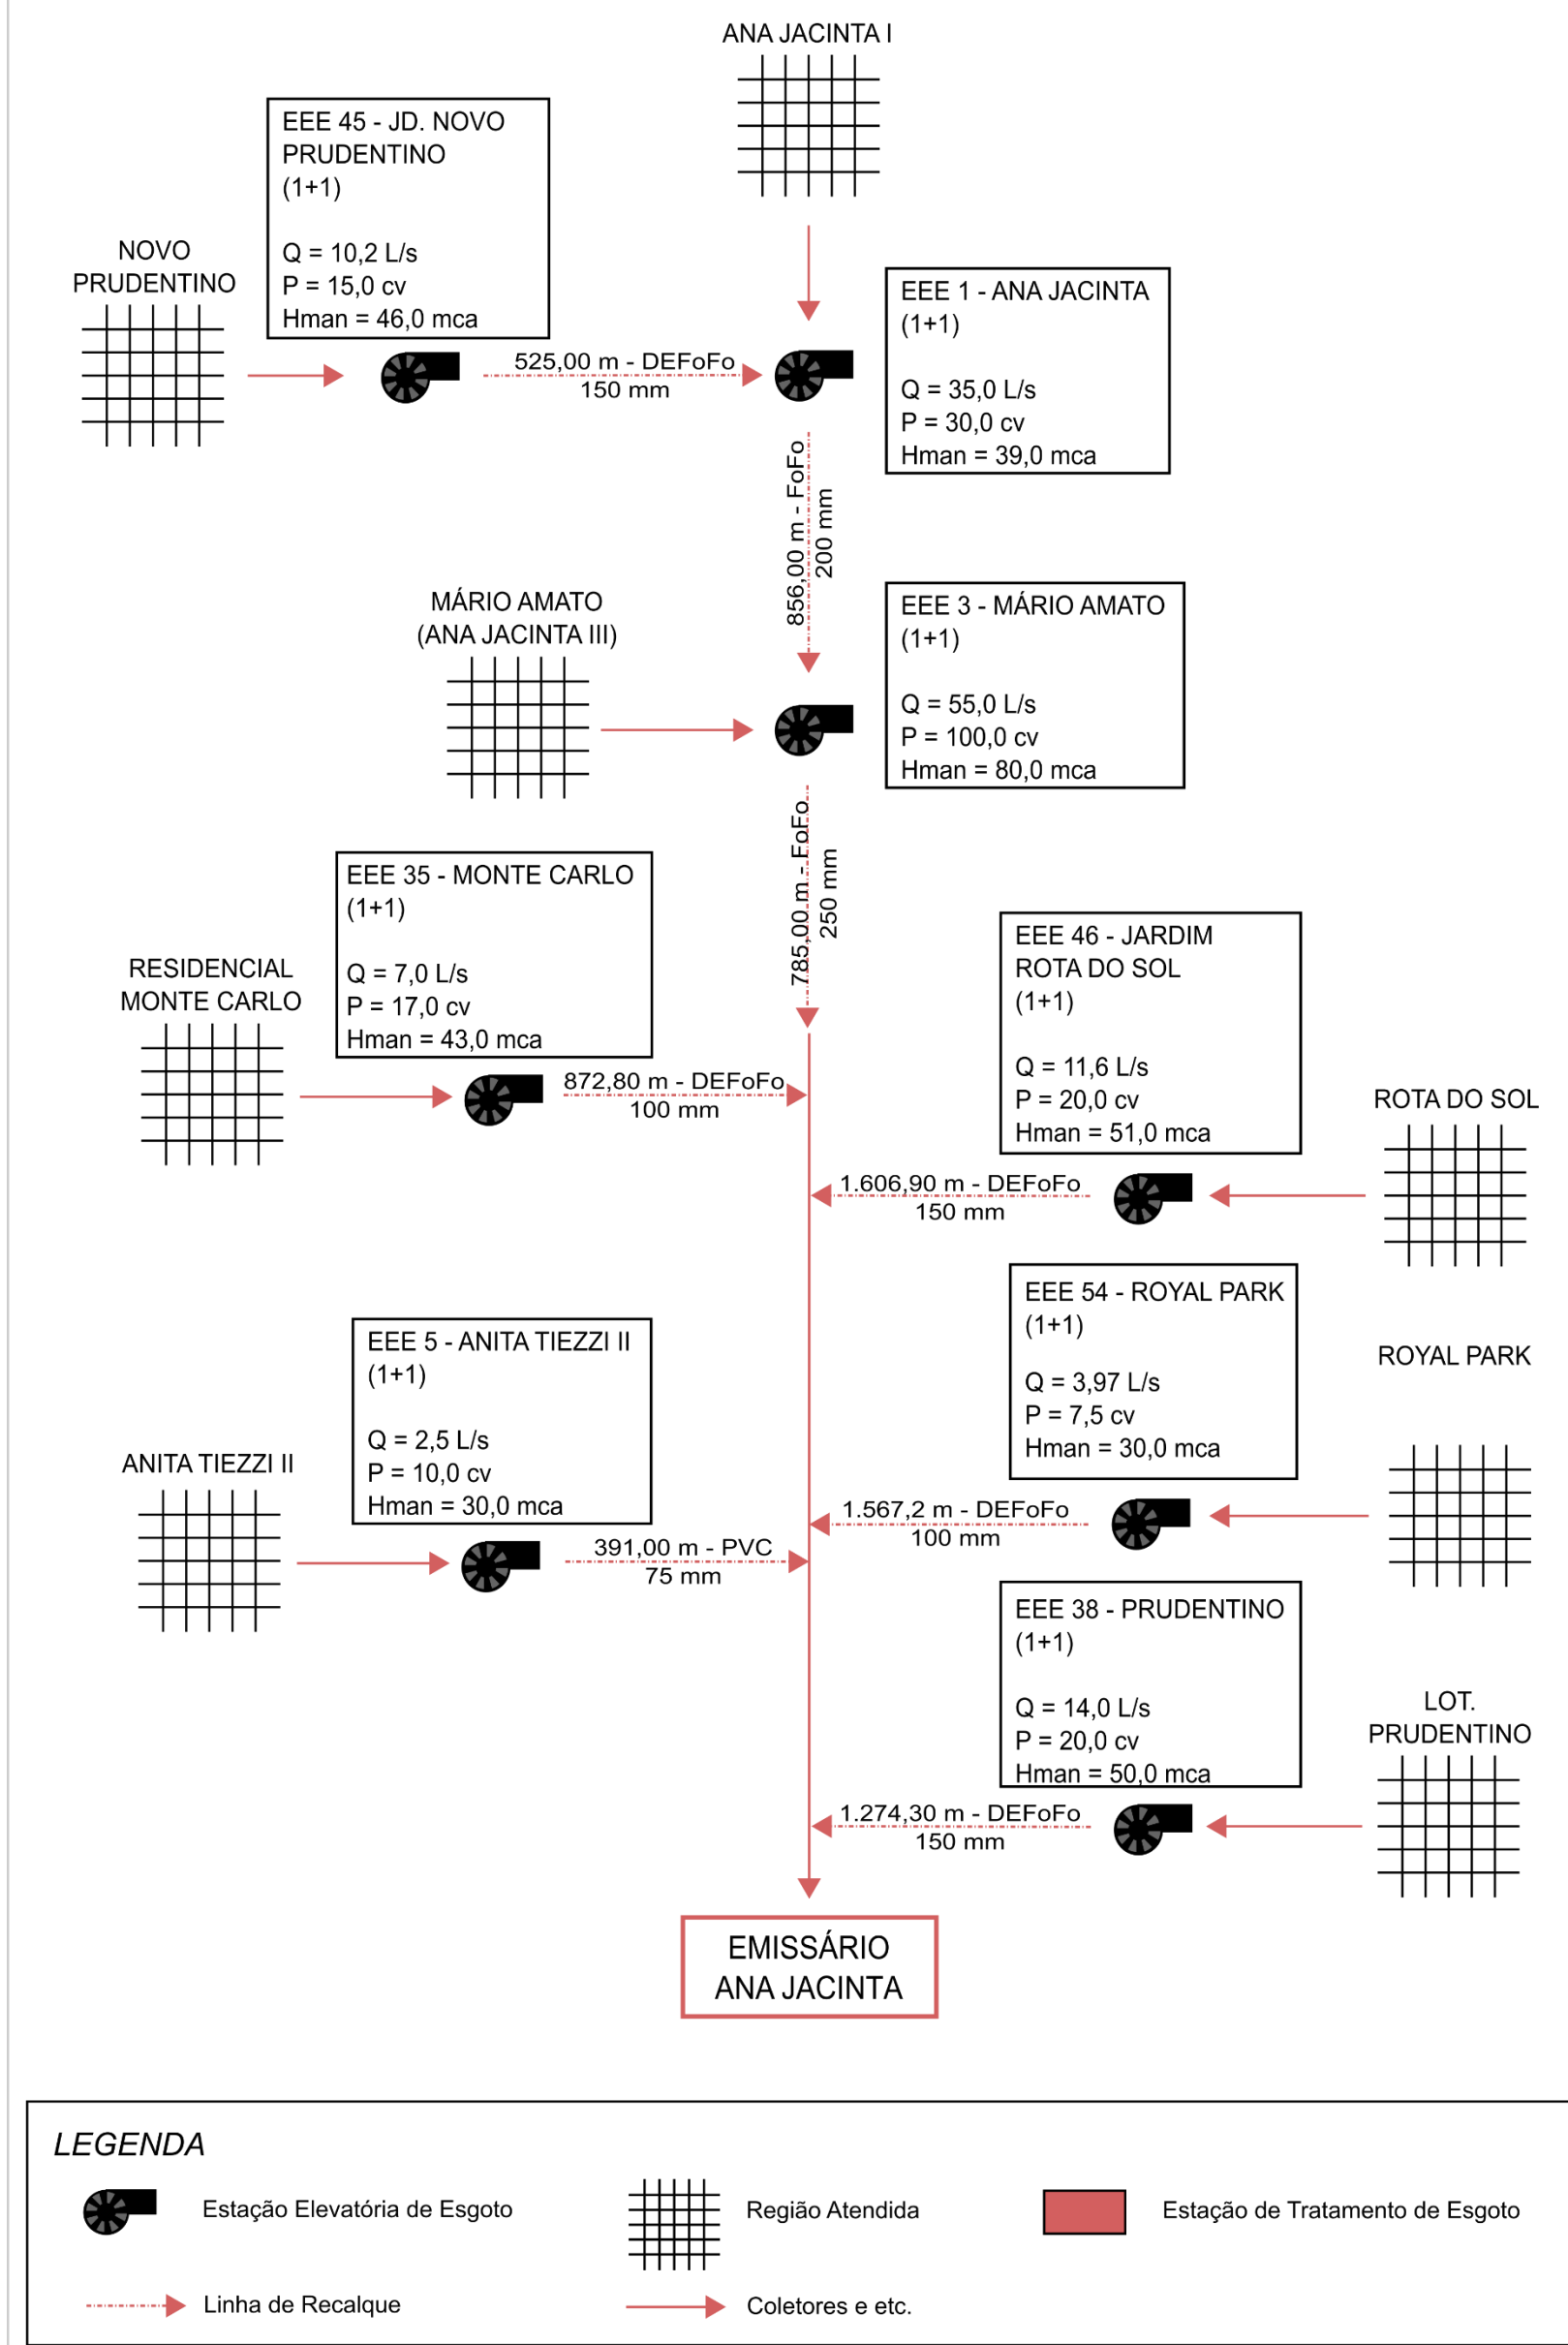 ANA JACINTA I
EEE 45 - JD. NOVO
PRUDENTINO
(1+1)
Q = 10,2 L/s
P = 15,0 cv
Hman = 46,0 mca
NOVO
PRUDENTINO
EEE 1 - ANA JACINTA
(1+1)
Q = 35,0 L/s
P = 30,0 cv
Hman = 39,0 mca
525,00 m - DEFoFo
150 mm
856,00 m - FoFo
200 mm
MÁRIO AMATO
(ANA JACINTA III)
EEE 3 - MÁRIO AMATO
(1+1)
Q = 55,0 L/s
P = 100,0 cv
Hman = 80,0 mca
785,00 m - FoFo
250 mm
EEE 35 - MONTE CARLO
(1+1)
Q = 7,0 L/s
P = 17,0 cv
Hman = 43,0 mca
RESIDENCIAL
MONTE CARLO
872,80 m - DEFoFo
100 mm
EEE 46 - JARDIM
ROTA DO SOL
(1+1)
Q = 11,6 L/s
P = 20,0 cv
Hman = 51,0 mca
ROTA DO SOL
1.606,90 m - DEFoFo
150 mm
EEE 54 - ROYAL PARK
(1+1)
Q = 3,97 L/s
P = 7,5 cv
Hman = 30,0 mca
ROYAL PARK
EEE 5 - ANITA TIEZZI II
(1+1)
Q = 2,5 L/s
P = 10,0 cv
Hman = 30,0 mca
ANITA TIEZZI II
1.567,2 m - DEFoFo
100 mm
391,00 m - PVC
75 mm
EEE 38 - PRUDENTINO
(1+1)
Q = 14,0 L/s
P = 20,0 cv
Hman = 50,0 mca
LOT.
PRUDENTINO
1.274,30 m - DEFoFo
150 mm
EMISSÁRIO
ANA JACINTA
LEGENDA
Estação Elevatória de Esgoto
Região Atendida
Estação de Tratamento de Esgoto
Linha de Recalque
Coletores e etc.